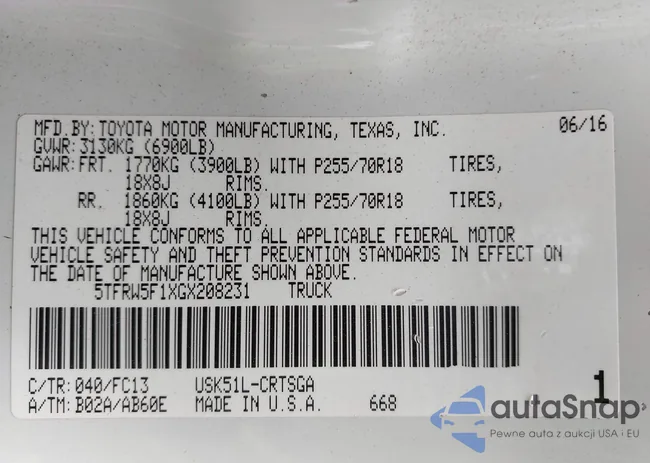 MFD.BY: TOYOTA MOTOR MANUFACTURING, TEXAS, INC. 06/16
GVWR: 3130KG (6900LB)
GAWR: FRT. 1770KG (3900LB) WITH P255/70R18 TIRES,
18X8J RIMS.
RR. 1860KG (4100LB) WITH P255/70R18 TIRES,
18X8J RIMS.
THIS VEHICLE CONFORMS TO ALL APPLICABLE FEDERAL MOTOR
VEHICLE SAFETY AND THEFT PREVENTION STANDARDS IN EFFECT ON
THE DATE OF MANUFACTURE SHOWN ABOVE.
5TFRW5F1XGX208231 TRUCK
C/TR: 040/FC13 USK51L-CRTSGA 1
A/TM: B02A/AB60E MADE IN U.S.A. 668
autaSnap
Pewne auta z aukcji USA i EU